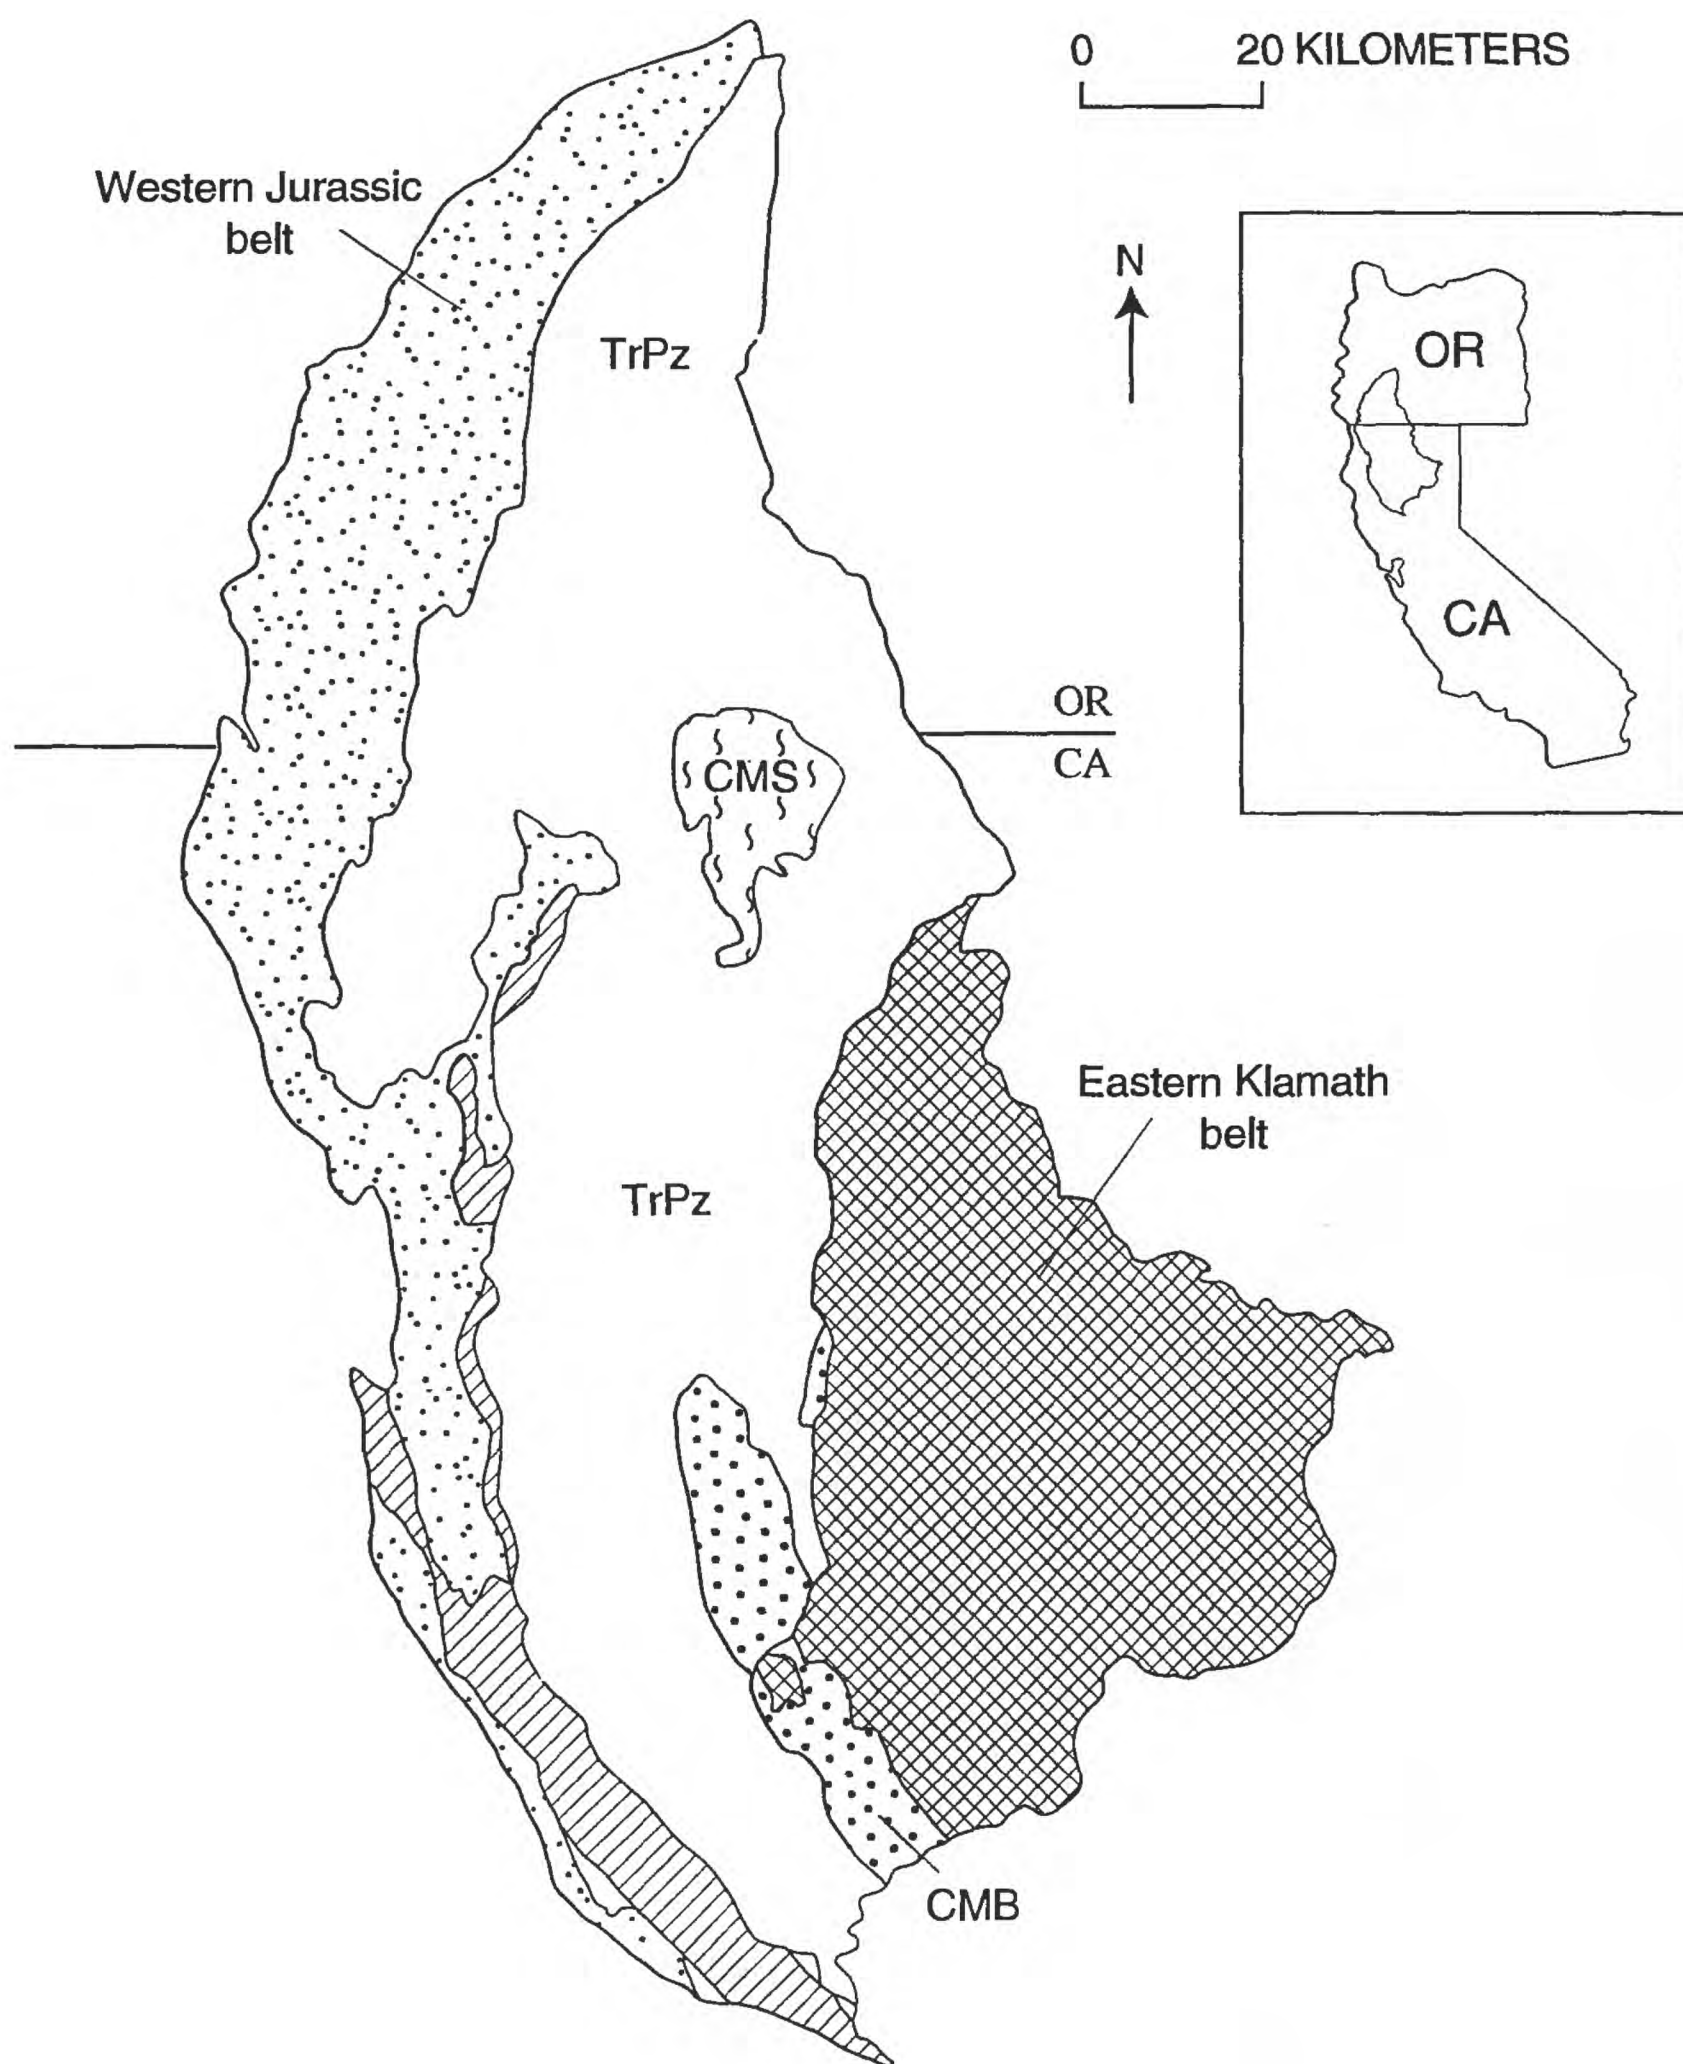 0 20 KILOMETERS
Western Jurassic
belt
N
TrPz
OR
OR
CA
CMS
CA
Eastern Klamath
belt
TrPz
CMB